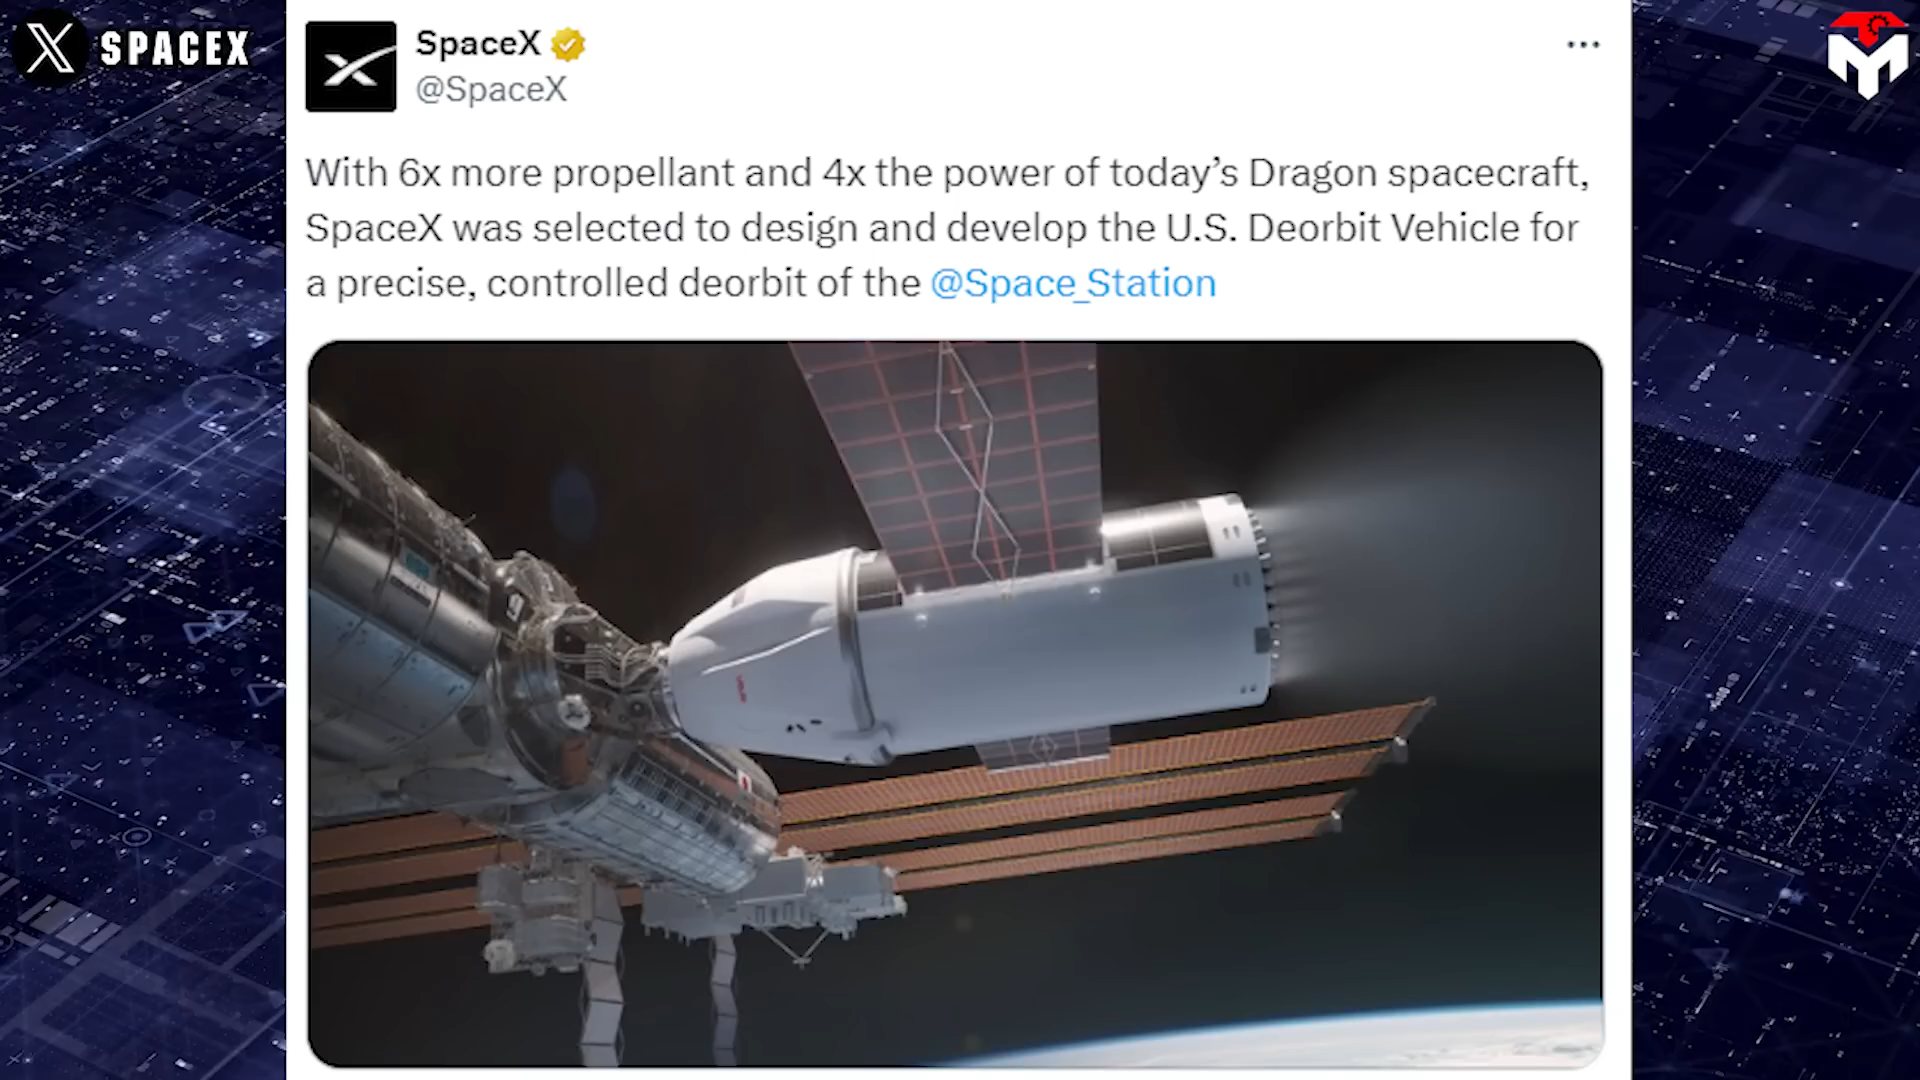 SPACEX
SpaceX
@SpaceX
With 6x more propellant and 4x the power of today’s Dragon spacecraft,
SpaceX was selected to design and develop the U.S. Deorbit Vehicle for
a precise, controlled deorbit of the @Space_Station